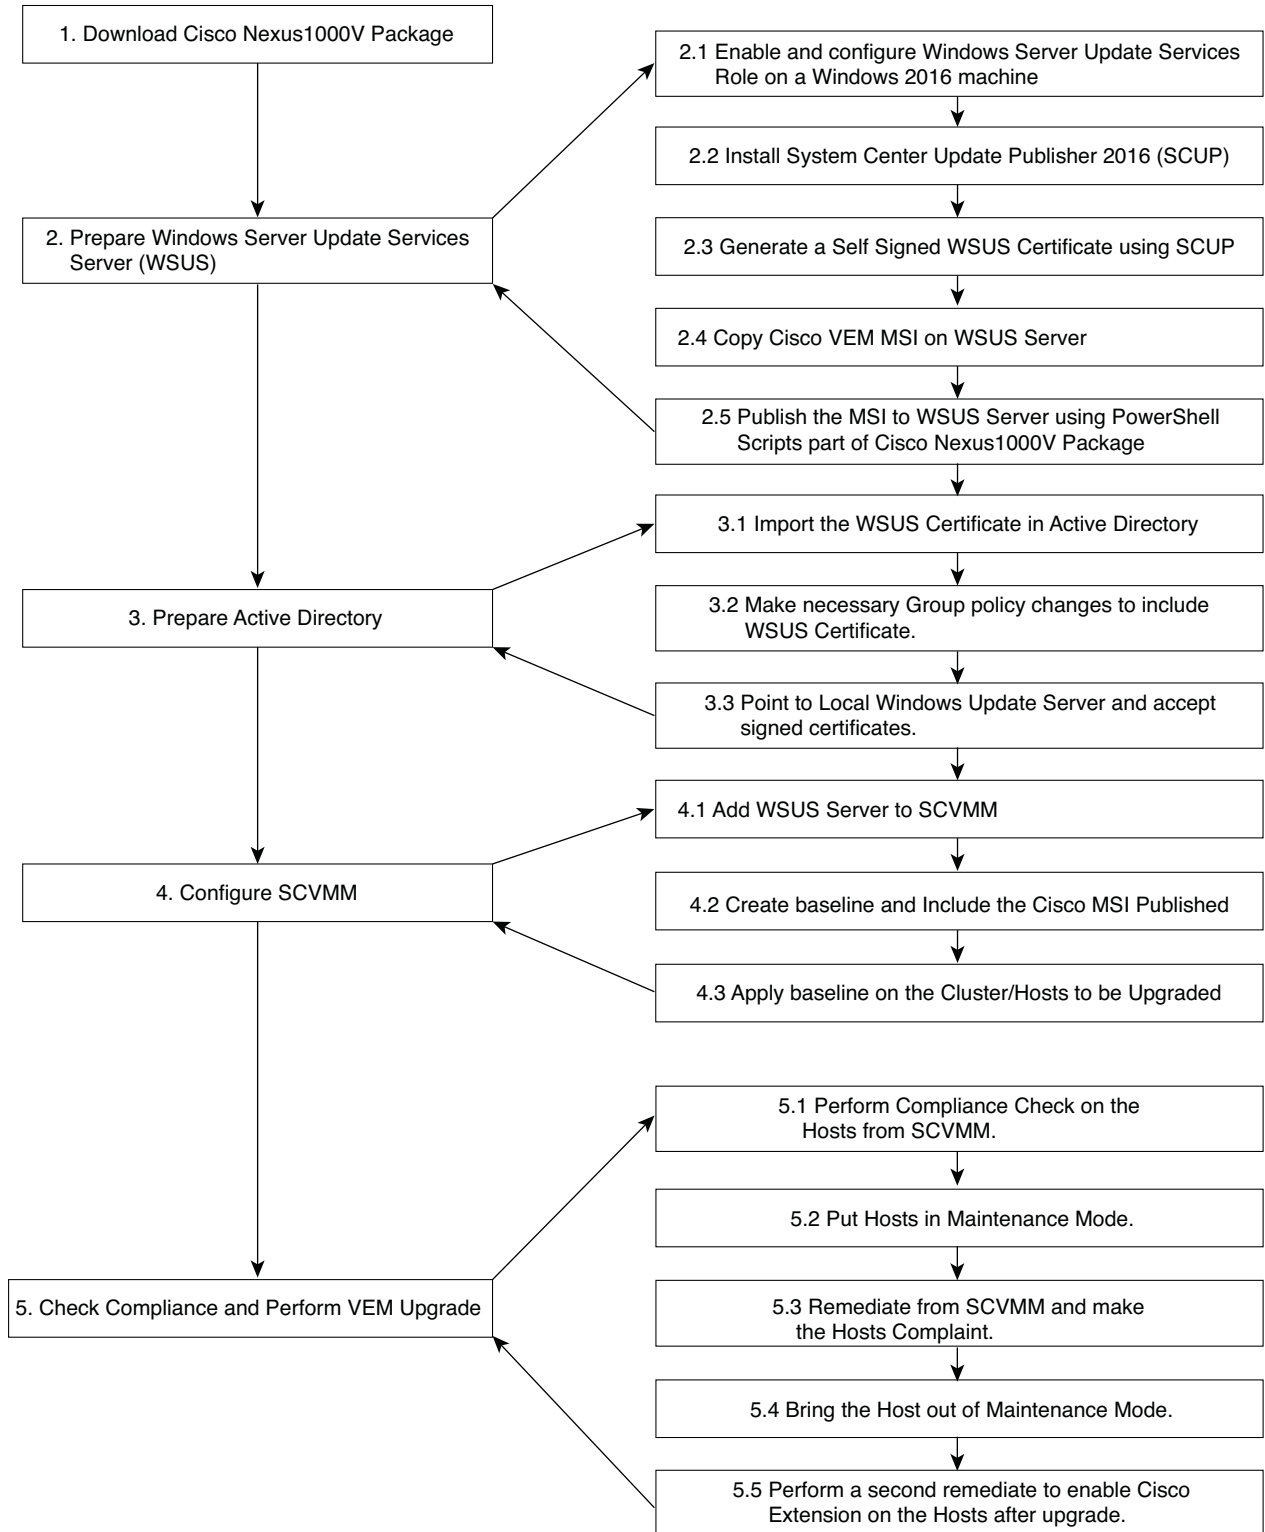 1. Download Cisco Nexus1000V Package
2.1 Enable and configure Windows Server Update Services
Role on a Windows 2016 machine
2.2 Install System Center Update Publisher 2016 (SCUP)
2. Prepare Windows Server Update Services
Server (WSUS)
2.3 Generate a Self Signed WSUS Certificate using SCUP
2.4 Copy Cisco VEM MSI on WSUS Server
2.5 Publish the MSI to WSUS Server using PowerShell
Scripts part of Cisco Nexus1000V Package
3.1 Import the WSUS Certificate in Active Directory
3. Prepare Active Directory
3.2 Make necessary Group policy changes to include
WSUS Certificate.
3.3 Point to Local Windows Update Server and accept
signed certificates.
4.1 Add WSUS Server to SCVMM
4. Configure SCVMM
4.2 Create baseline and Include the Cisco MSI Published
4.3 Apply baseline on the Cluster/Hosts to be Upgraded
5.1 Perform Compliance Check on the
Hosts from SCVMM.
5.2 Put Hosts in Maintenance Mode.
5. Check Compliance and Perform VEM Upgrade
5.3 Remediate from SCVMM and make
the Hosts Complaint.
5.4 Bring the Host out of Maintenance Mode.
5.5 Perform a second remediate to enable Cisco
Extension on the Hosts after upgrade.